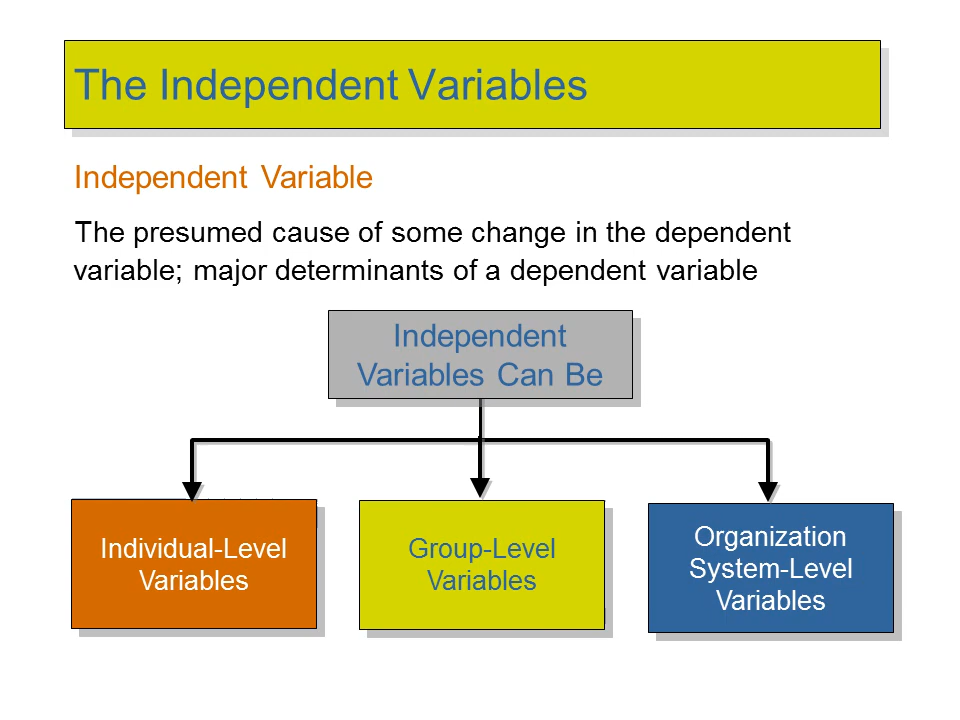 The Independent Variables
Independent Variable
The presumed cause of some change in the dependent
variable; major determinants of a dependent variable
Independent
Variables Can Be
Individual-Level
Variables
Group-Level
Variables
Organization
System-Level
Variables